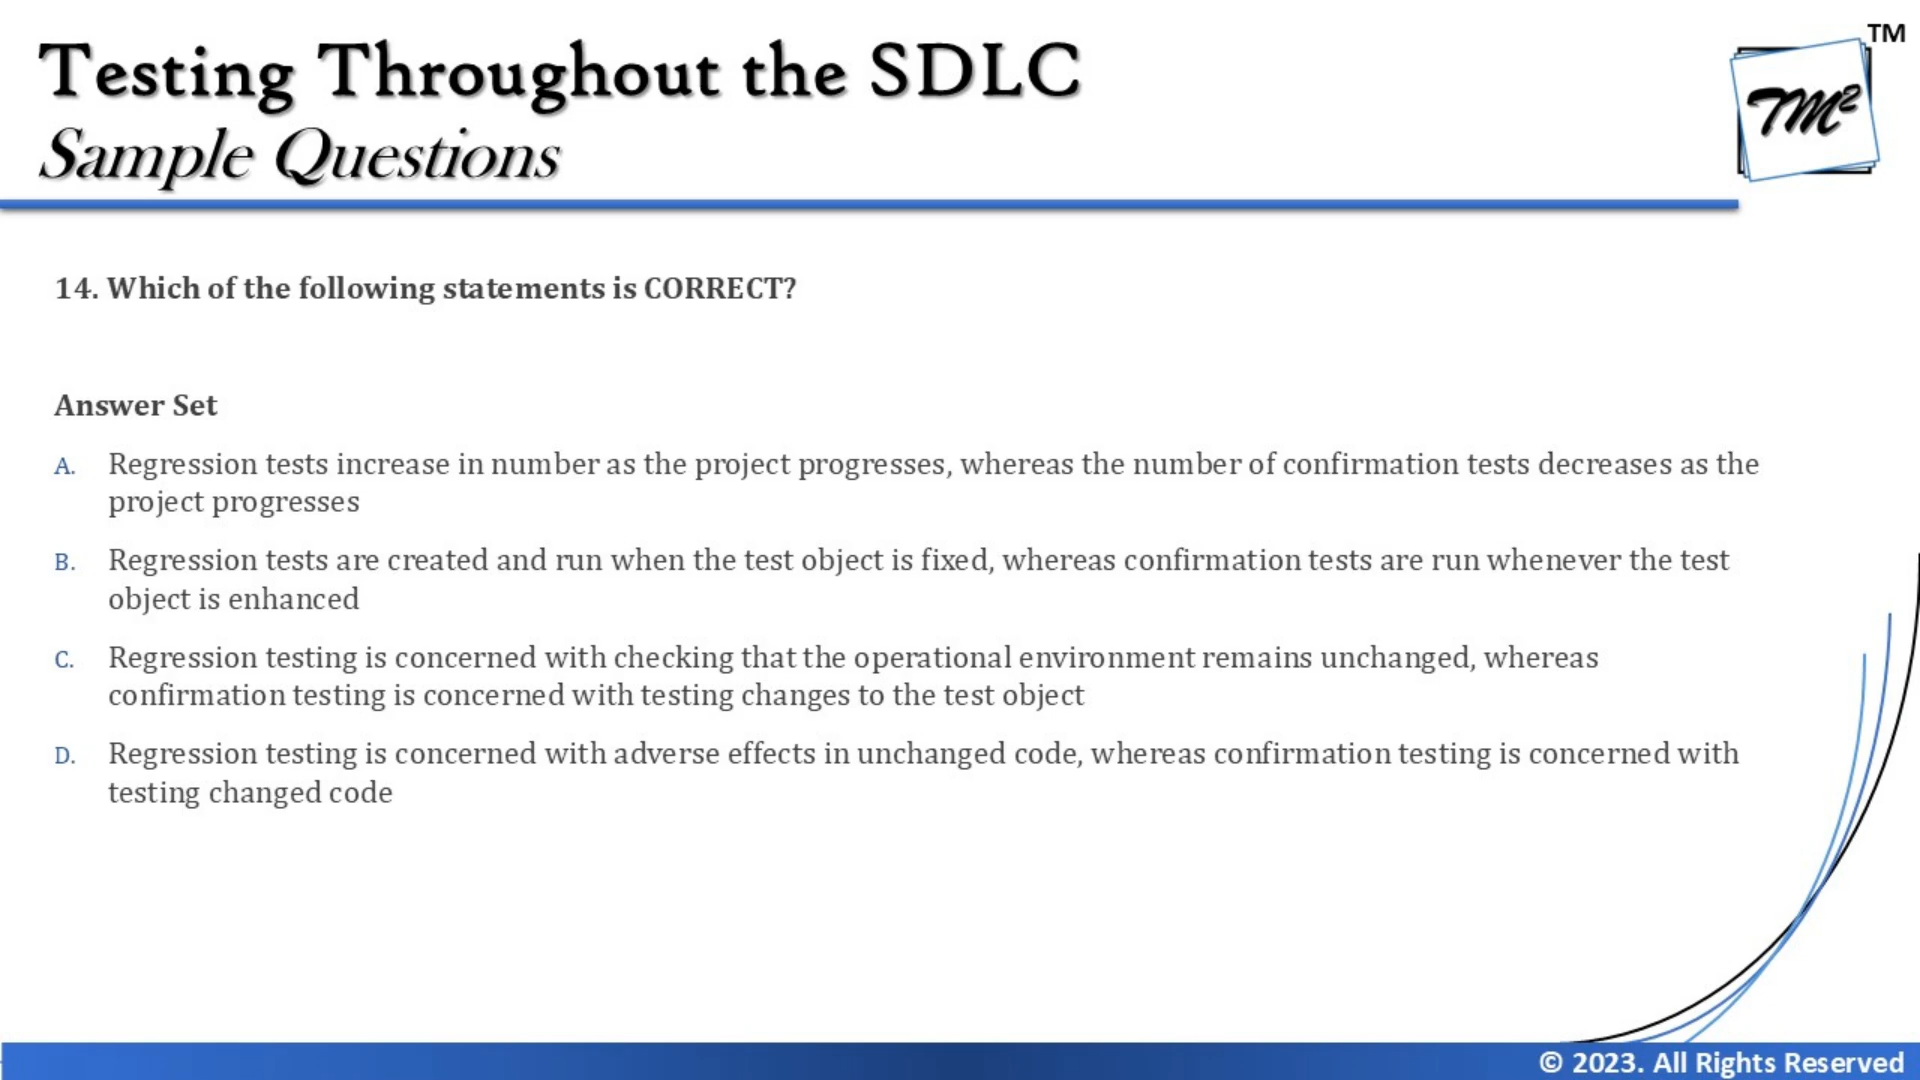 Testing Throughout the SDLC
TM
TM²
Sample Questions
14. Which of the following statements is CORRECT?
Answer Set
A. Regression tests increase in number as the project progresses, whereas the number of confirmation tests decreases as the
project progresses
B. Regression tests are created and run when the test object is fixed, whereas confirmation tests are run whenever the test
object is enhanced
C. Regression testing is concerned with checking that the operational environment remains unchanged, whereas
confirmation testing is concerned with testing changes to the test object
D. Regression testing is concerned with adverse effects in unchanged code, whereas confirmation testing is concerned with
testing changed code
© 2023. All Rights Reserved